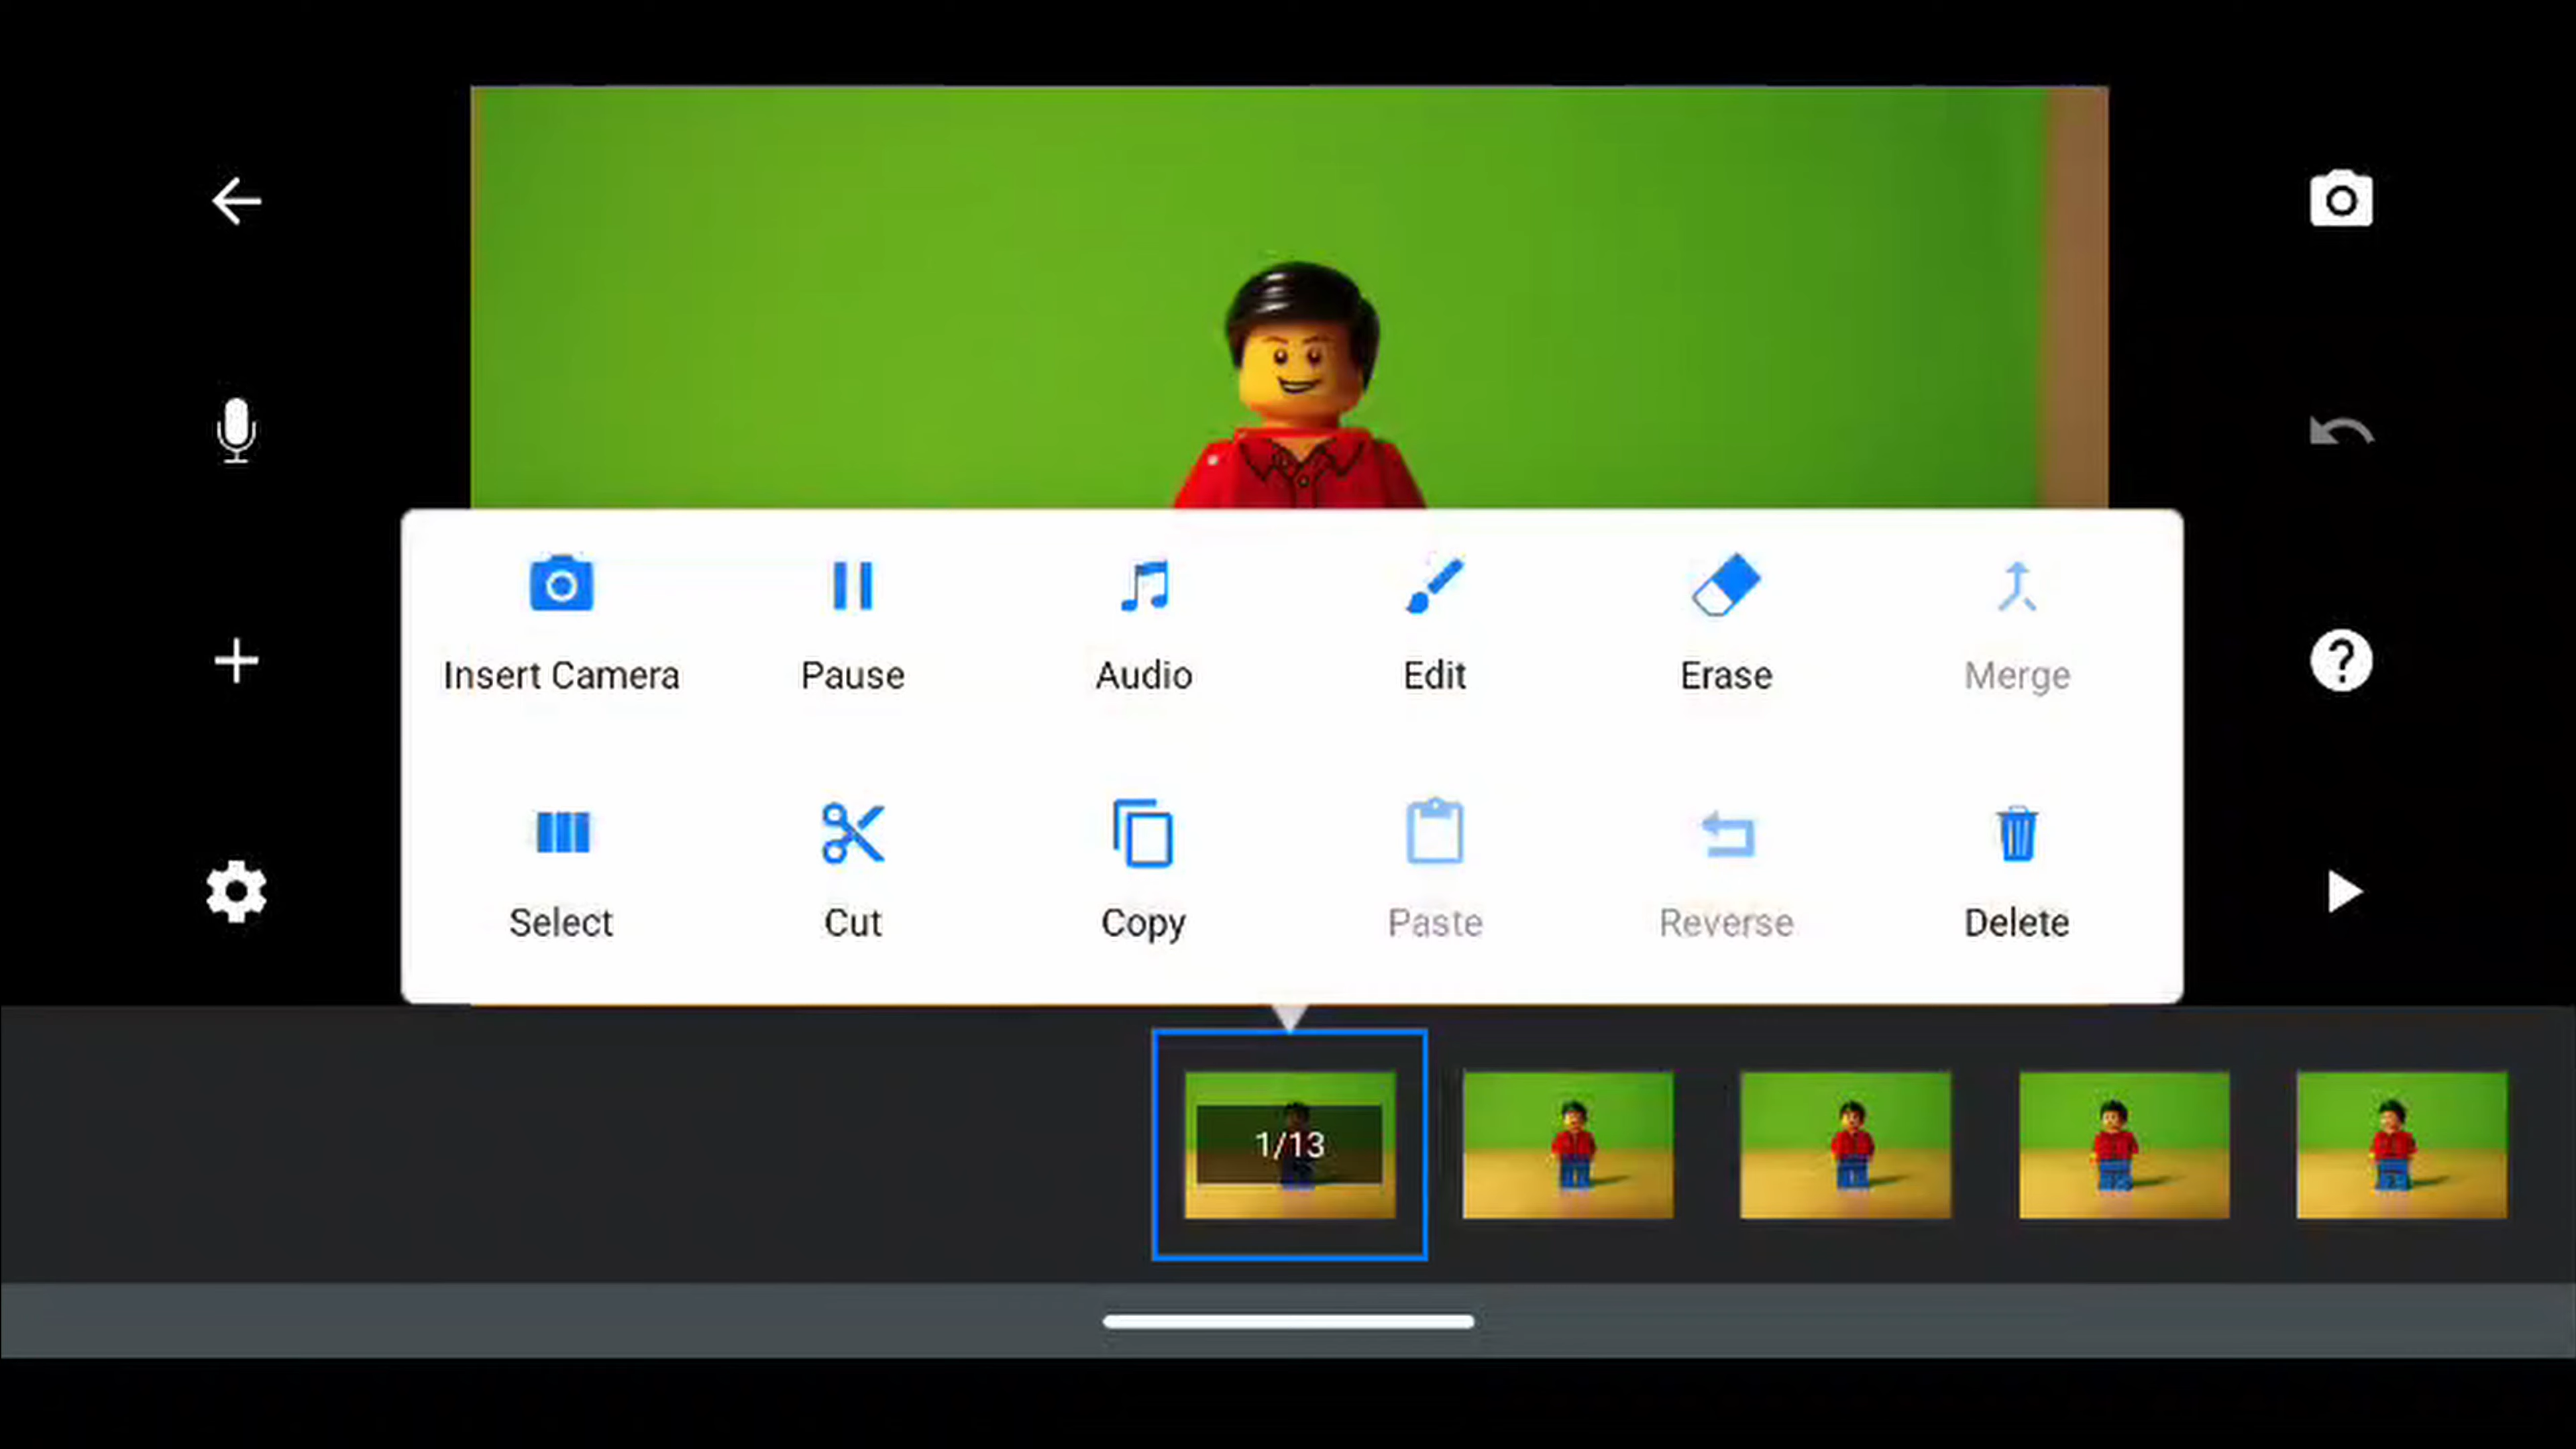 Insert Camera
Pause
Audio
Edit
Erase
Merge
Select
Cut
Copy
Paste
Reverse
Delete
1/13